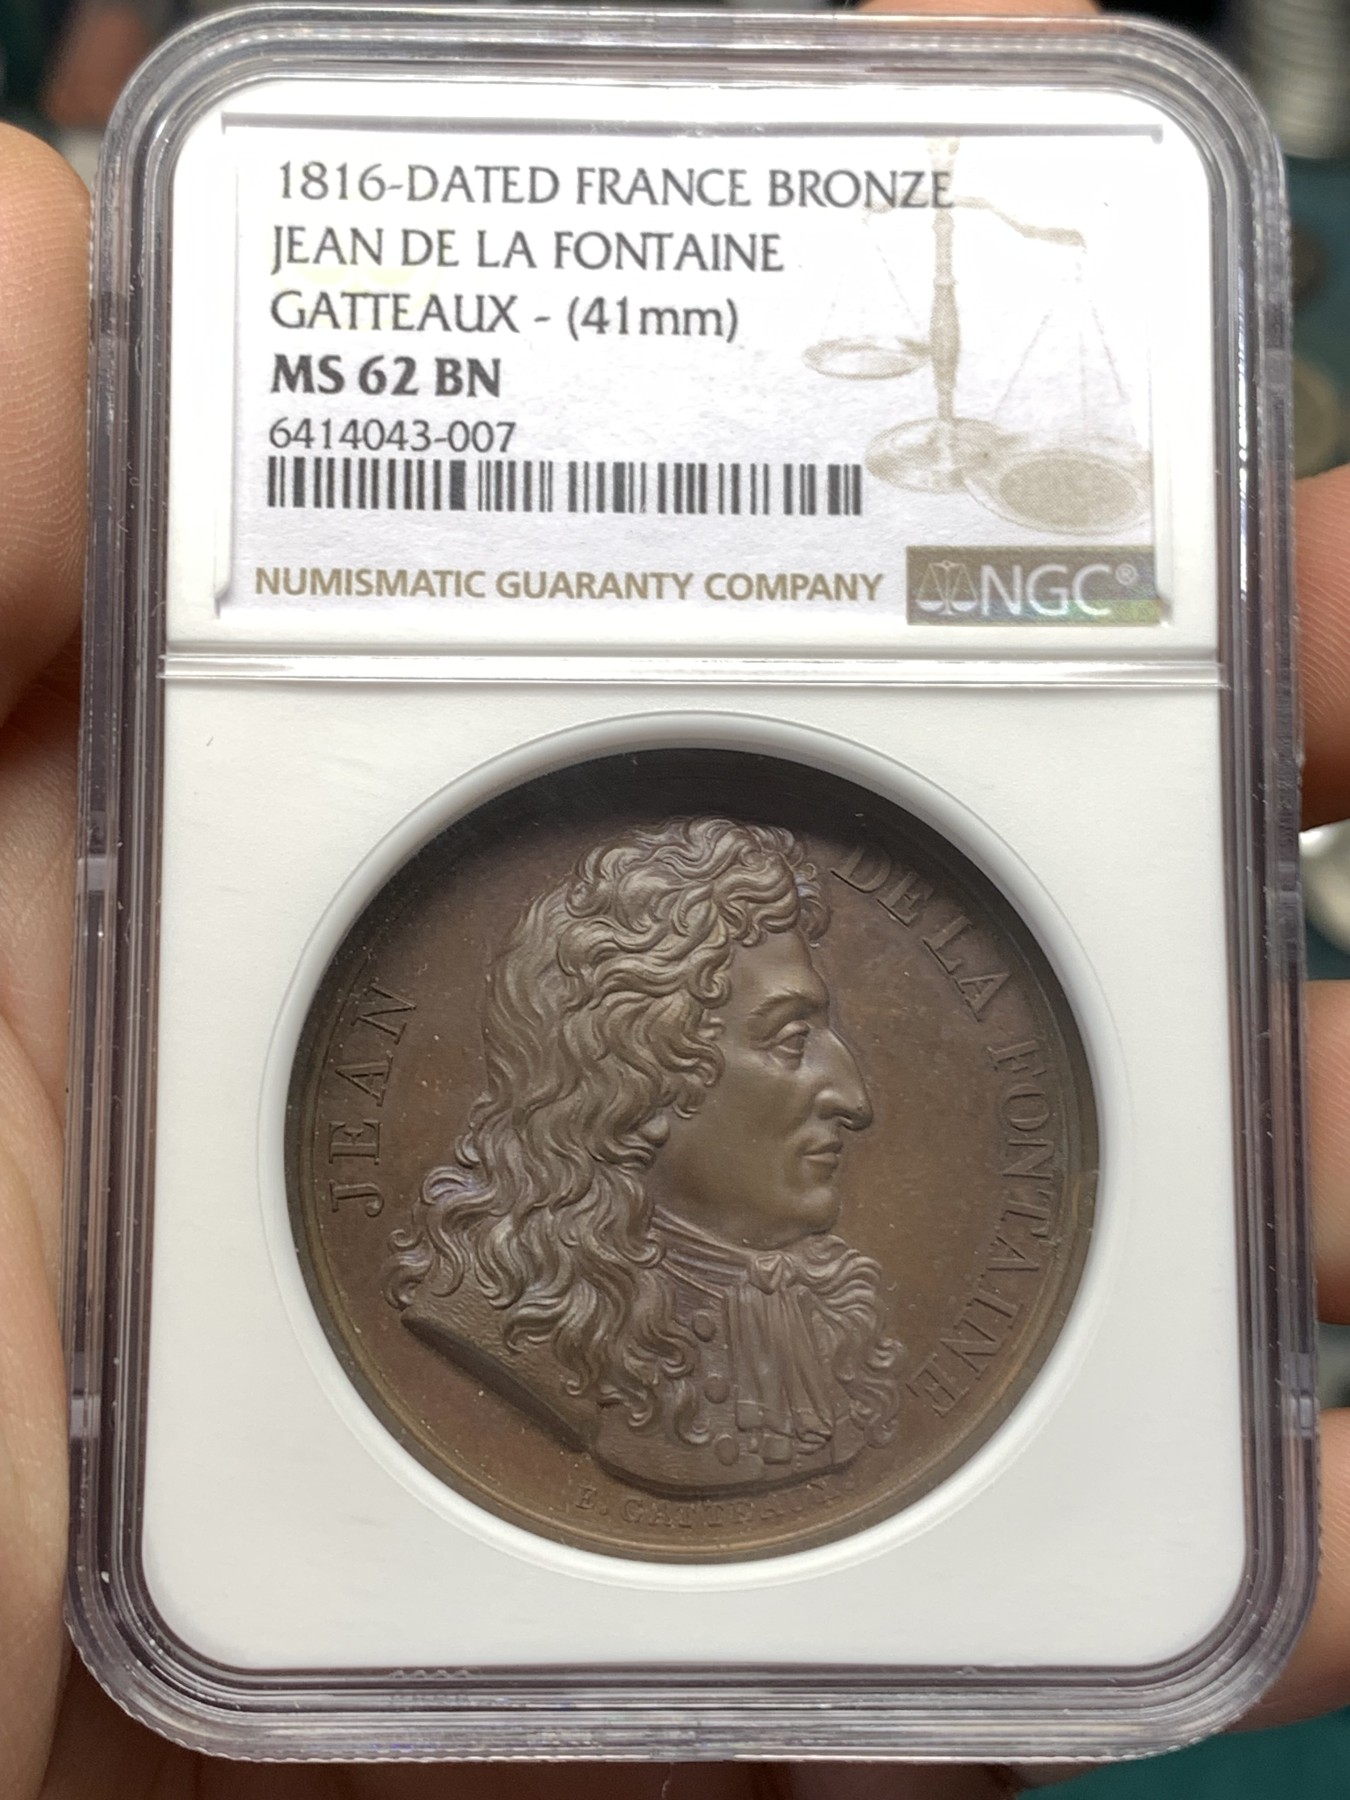 1816-DATED FRANCE BRONZE
JEAN DE LA FONTAINE
GATTEAUX - (41mm)
MS 62 BN
6414043-007
NUMISMATIC GUARANTY COMPANY NGC®
JEAN DE LA FONTAINE
E. GATTEAUX.